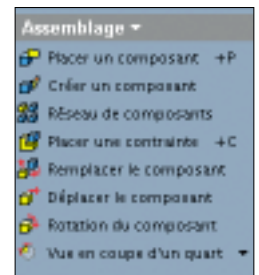 Assemblage
Placer un composant +P
Créer un composant
Réseau de composants
Placer une contrainte +C
Remplacer le composant
Déplacer le composant
Rotation du composant
Vue en coupe d'un quart